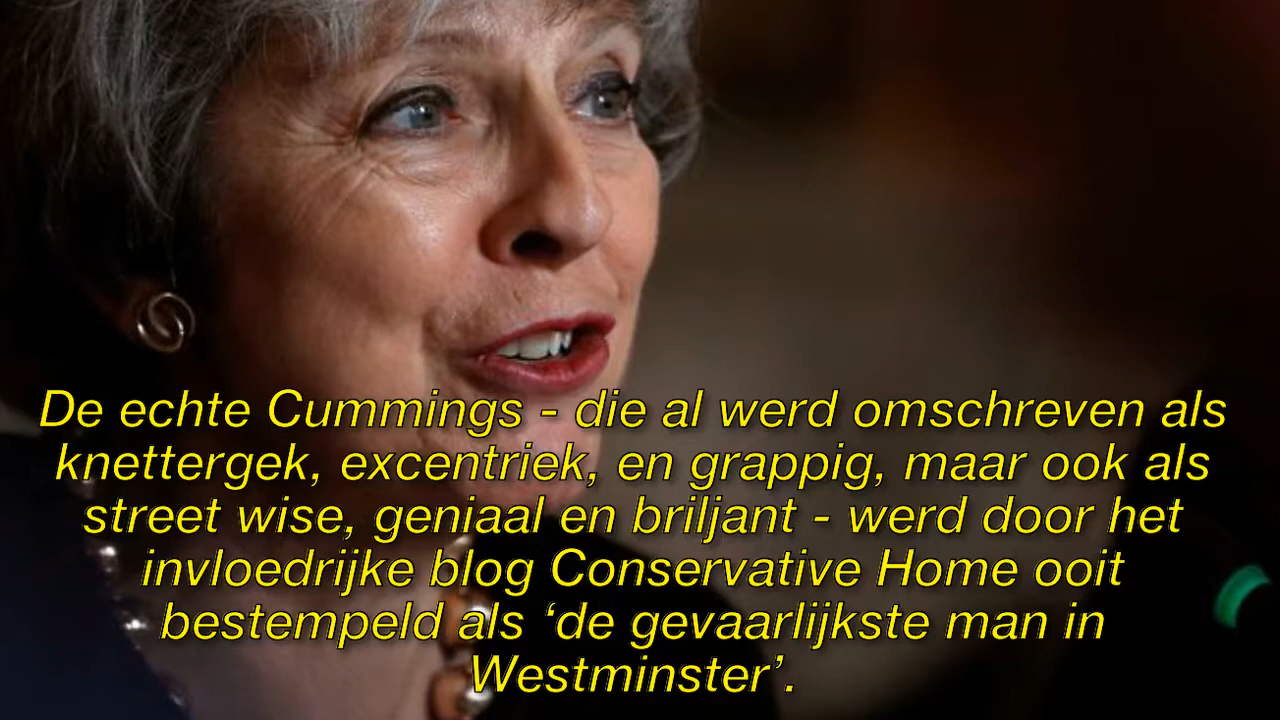 De echte Cummings - die al werd omschreven als
knettergek, excentriek, en grappig, maar ook als
street wise, geniaal en briljant - werd door het
invloedrijke blog Conservative Home ooit
bestempeld als ‘de gevaarlijkste man in
Westminster’.